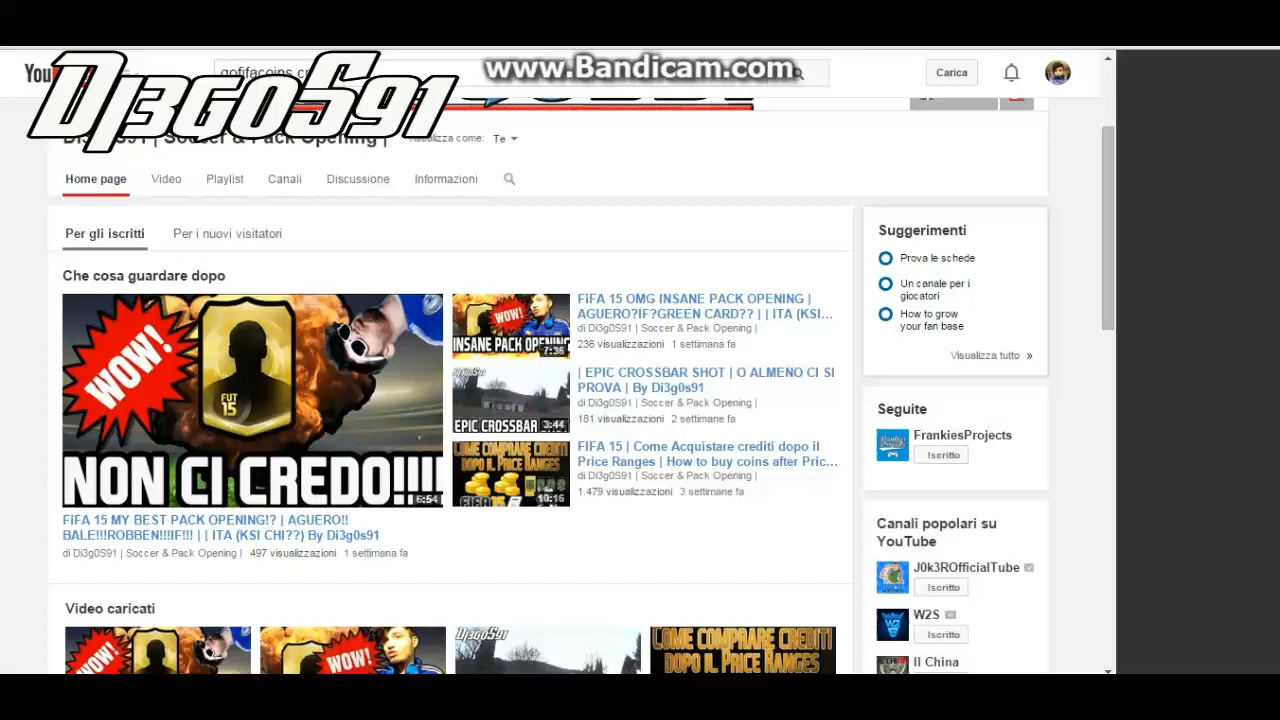 You
gofifacoins
www.Bandicam.com
Carica
DJ3G0S91
| Soccer & Pack Opening |
Visualizza come: Te
Home page Video Playlist Canali Discussione Informazioni
Per gli iscritti Per i nuovi visitatori
Che cosa guardare dopo
WOW!
FUT
15
NON CI CREDO!!!!
6:54
FiFA 15 MY BEST PACK OPENING!? | AGUERO!!
BALE!!!ROBBEN!!!IF!!! | | ITA (KSI CHI??) By Di3g0s91
di Di3g0S91 | Soccer & Pack Opening | 497 visualizzazioni 1 settimana fa
WOW!
INSANE PACK OPENING
7:36
FiFA 15 OMG INSANE PACK OPENING |
AGUERO?IF?GREEN CARD?? | | ITA (KSI...
di Di3g0S91 | Soccer & Pack Opening |
236 visualizzazioni 1 settimana fa
EPIC CROSSBAR
3:44
| EPIC CROSSBAR SHOT | O ALMENO CI SI
PROVA | By Di3g0s91
di Di3g0S91 | Soccer & Pack Opening |
181 visualizzazioni 2 settimane fa
COME COMPRARE CREDITI
DOPO IL PRICE RANGES
10:16
FIFA 15 | Come Acquistare crediti dopo il
Price Ranges | How to buy coins after Pric...
di Di3g0S91 | Soccer & Pack Opening |
1.479 visualizzazioni 3 settimane fa
Video caricati
WOW!
WOW!
COME COMPRARE CREDITI
DOPO IL PRICE RANGES
Suggerimenti
Prova le schede
Un canale per i
giocatori
How to grow
your fan base
Visualizza tutto »
Seguite
FrankiesProjects
Iscritto
Canali popolari su
YouTube
J0k3ROfficialTube
Iscritto
W2S
Iscritto
Il China